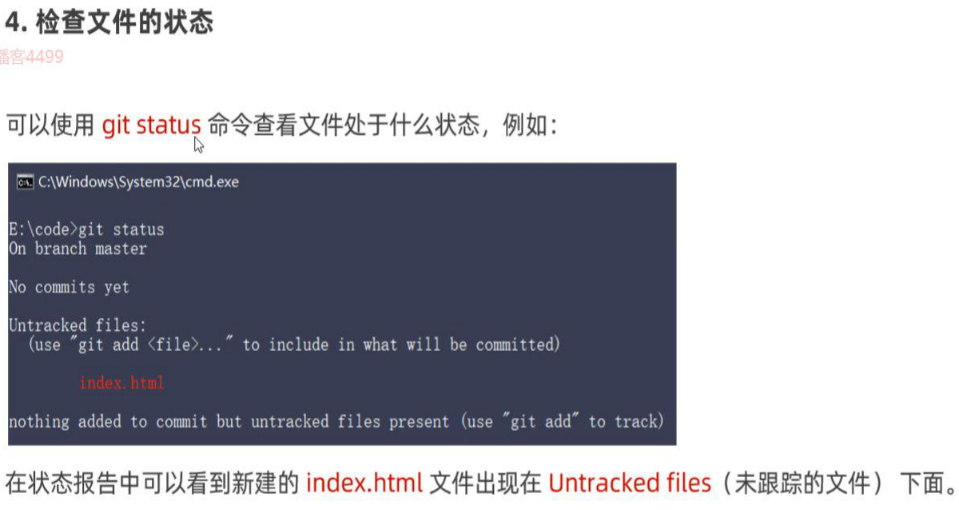 4. 检查文件的状态
播客4499
可以使用 git status 命令查看文件处于什么状态，例如：
C:\Windows\System32\cmd.exe
E:\code>git status
On branch master
No commits yet
Untracked files:
(use "git add <file>..." to include in what will be committed)
index.html
nothing added to commit but untracked files present (use "git add" to track)
在状态报告中可以看到新建的 index.html 文件出现在 Untracked files（未跟踪的文件） 下面。